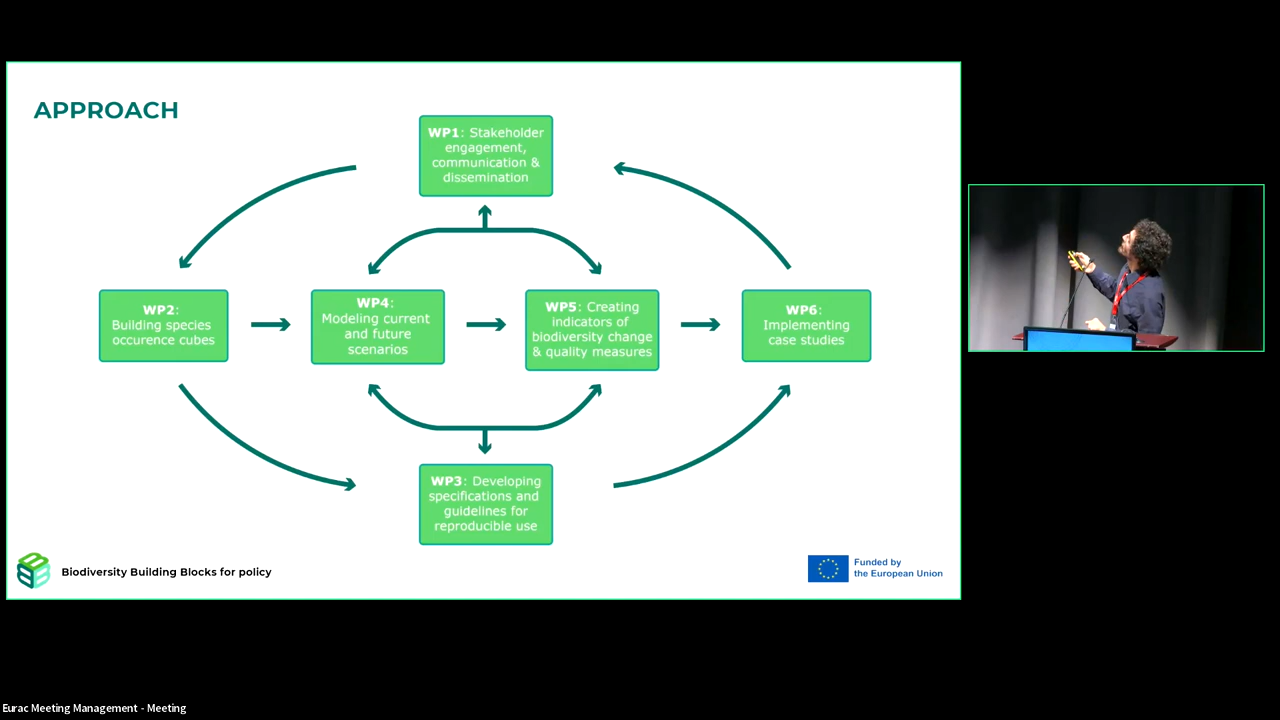 APPROACH
WP1: Stakeholder
engagement,
communication &
dissemination
WP2:
Building species
occurence cubes
WP4:
Modeling current
and future
scenarios
WP5: Creating
indicators of
biodiversity change
& quality measures
WP6:
Implementing
case studies
WP3: Developing
specifications and
guidelines for
reproducible use
Biodiversity Building Blocks for policy
Funded by
the European Union
Eurac Meeting Management - Meeting